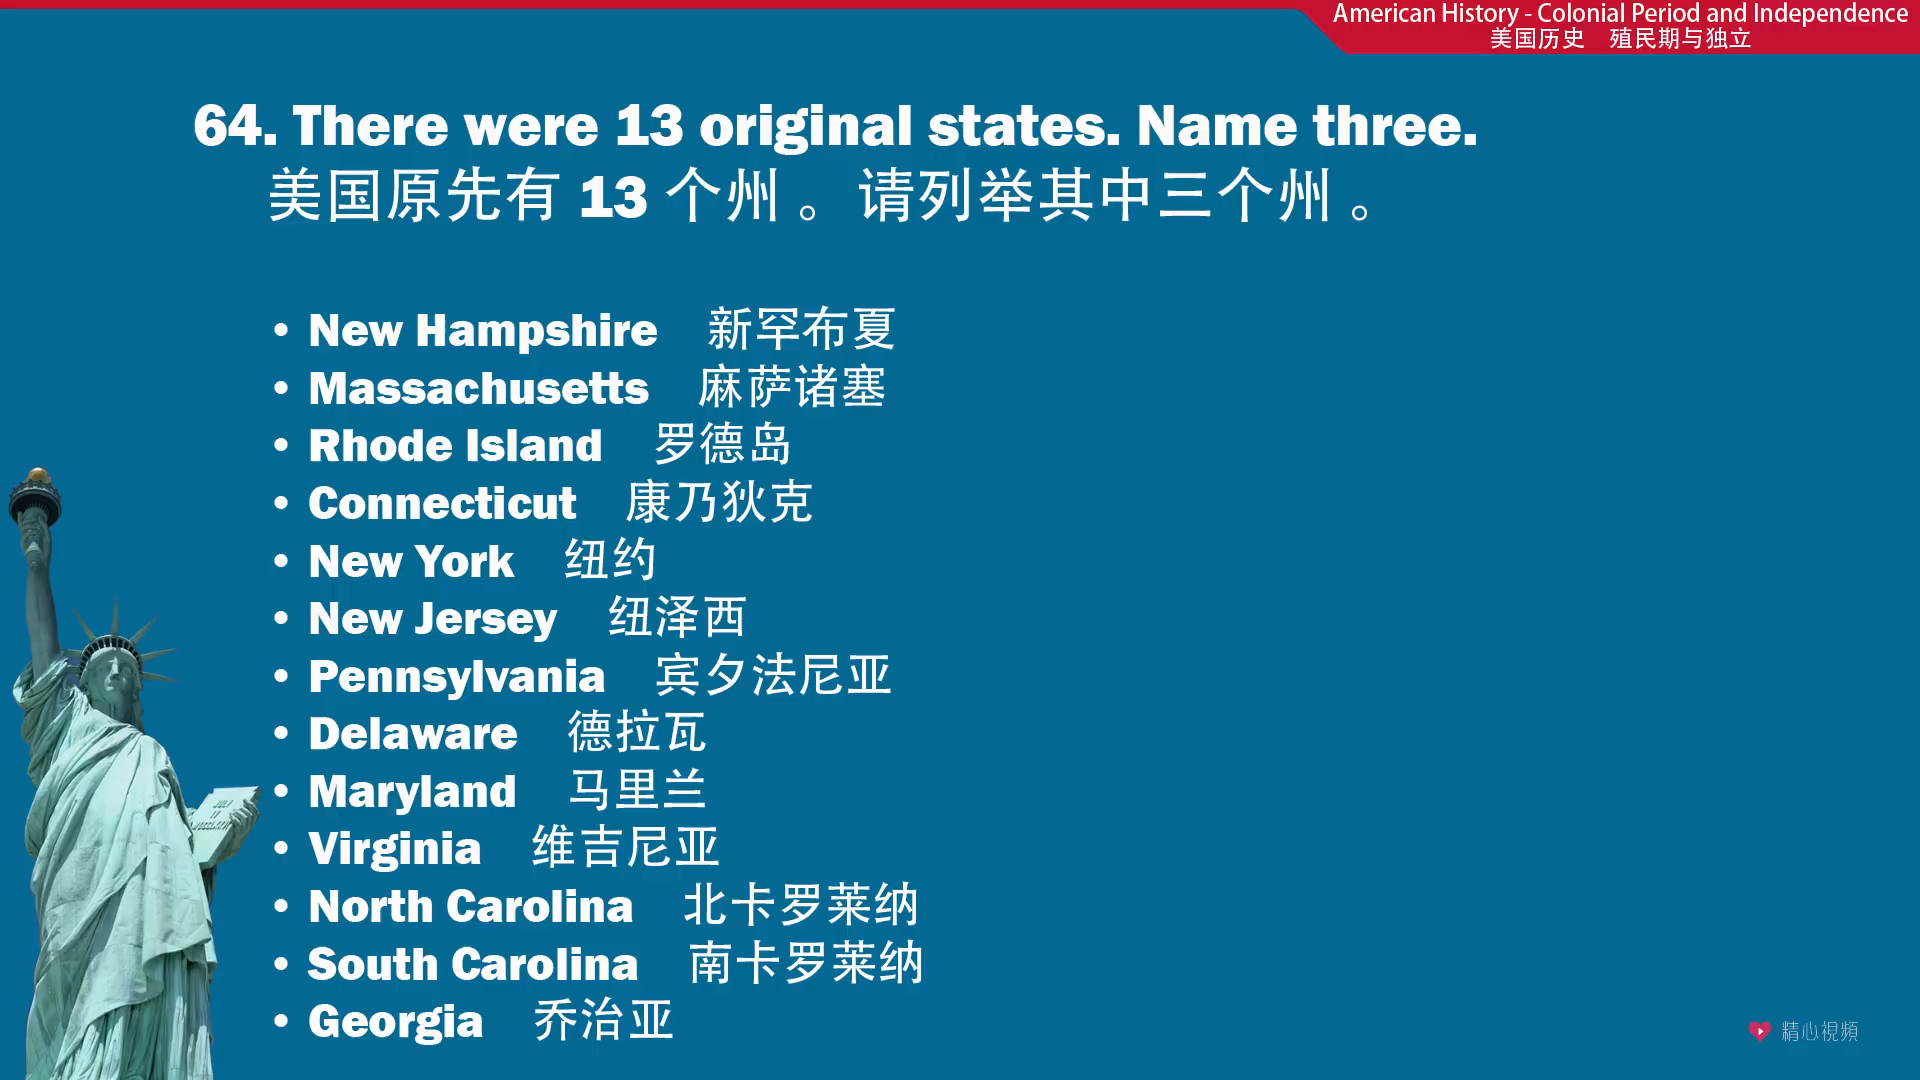 American History - Colonial Period and Independence
美国历史 殖民期与独立
64. There were 13 original states. Name three.
美国原先有 13 个州 。请列举其中三个州 。
• New Hampshire 新罕布夏
• Massachusetts 麻萨诸塞
• Rhode Island 罗德岛
• Connecticut 康乃狄克
• New York 纽约
• New Jersey 纽泽西
• Pennsylvania 宾夕法尼亚
• Delaware 德拉瓦
• Maryland 马里兰
• Virginia 维吉尼亚
• North Carolina 北卡罗莱纳
• South Carolina 南卡罗莱纳
• Georgia 乔治亚
JULY
IV
精心視頻